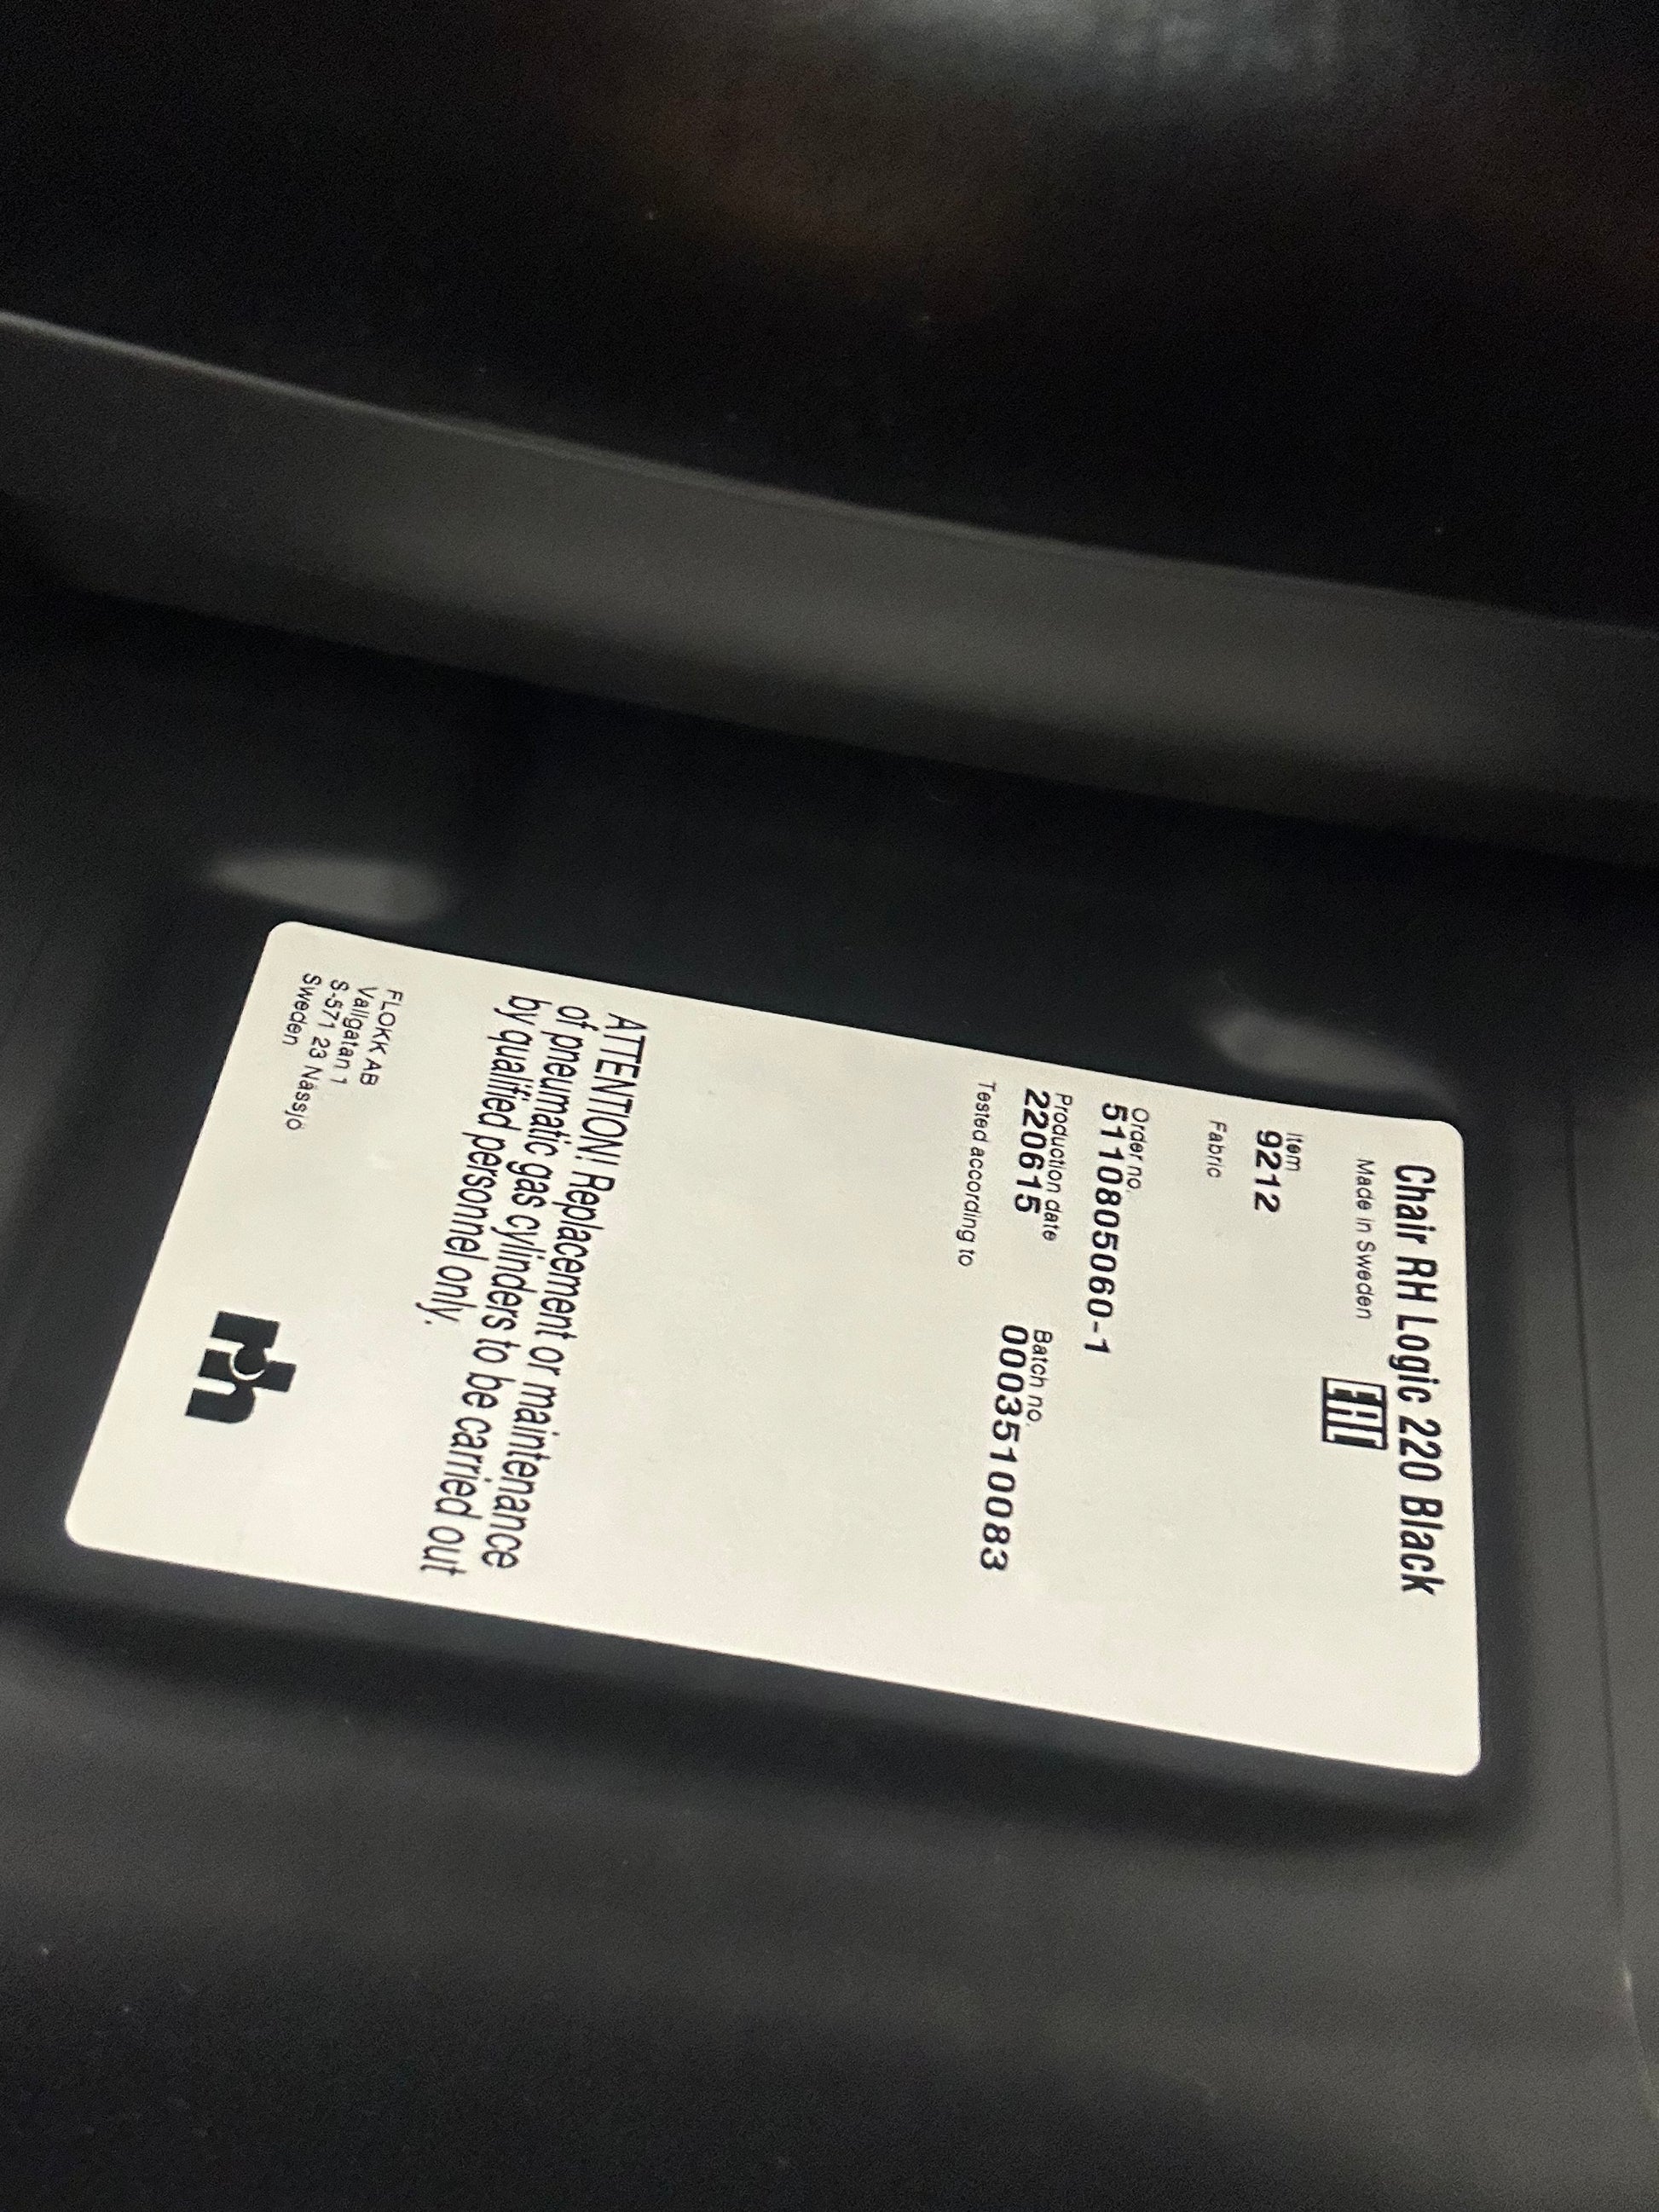 Chair RH Logic 220 Black
Made in Sweden
EAC
Item
9212
Fabric
Order no.
5110805060-1
Production date
220615
Batch no.
0003510083
Tested according to
ATTENTION! Replacement or maintenance
of pneumatic gas cylinders to be carried out
by qualified personnel only.
FLOKK AB
Vallgatan 1
S-571 23 Nässjö
Sweden
rh